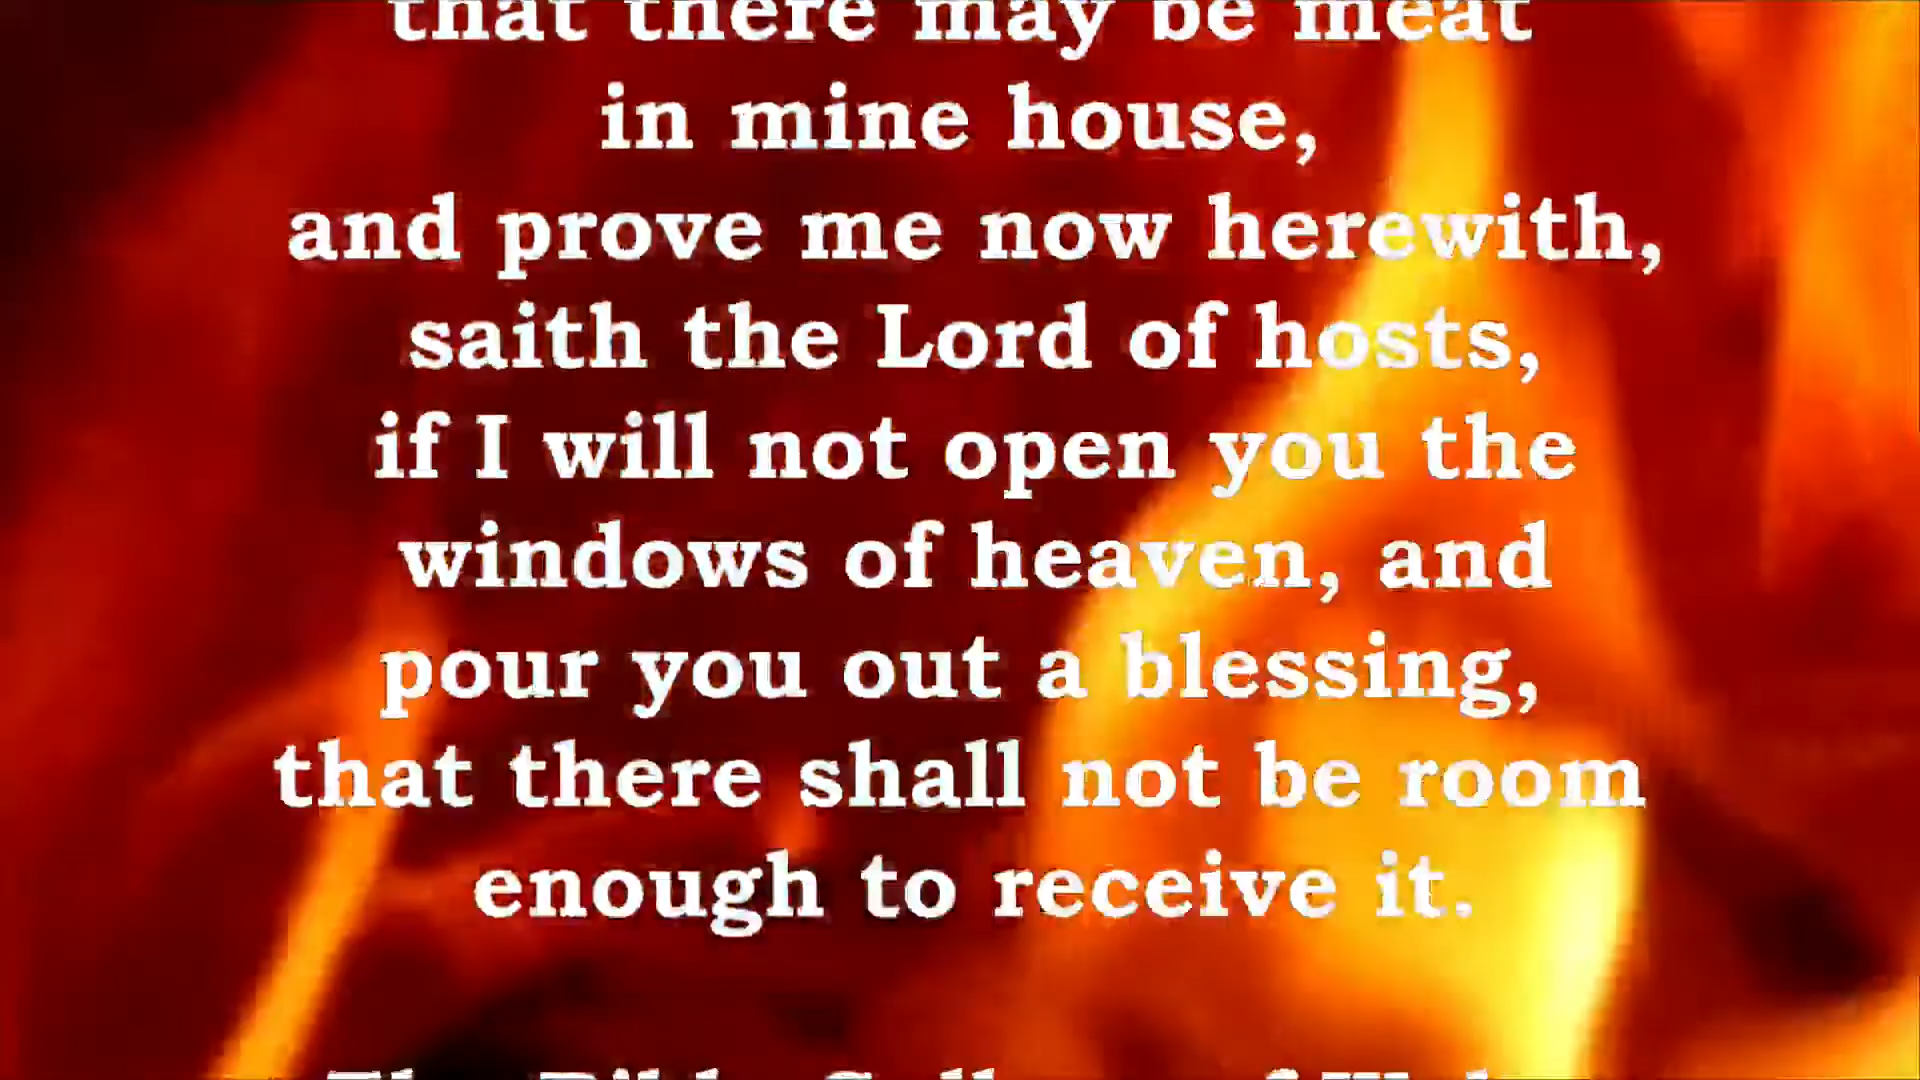 that there may be meat
in mine house,
and prove me now herewith,
saith the Lord of hosts,
if I will not open you the
windows of heaven, and
pour you out a blessing,
that there shall not be room
enough to receive it.